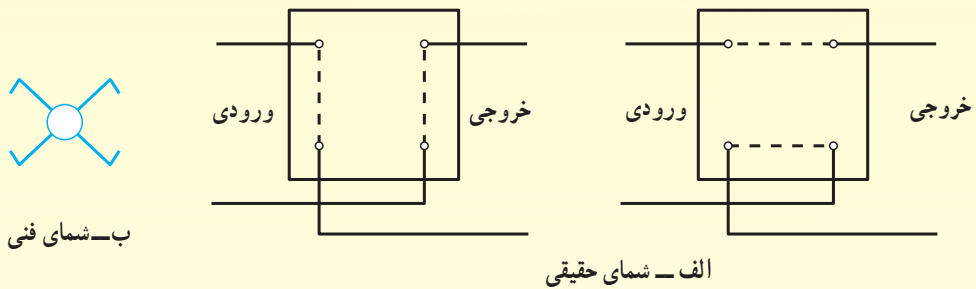 خروجی
ورودی
خروجی
ورودی
الف ــ شمای حقیقی
ب ــ شمای فنی